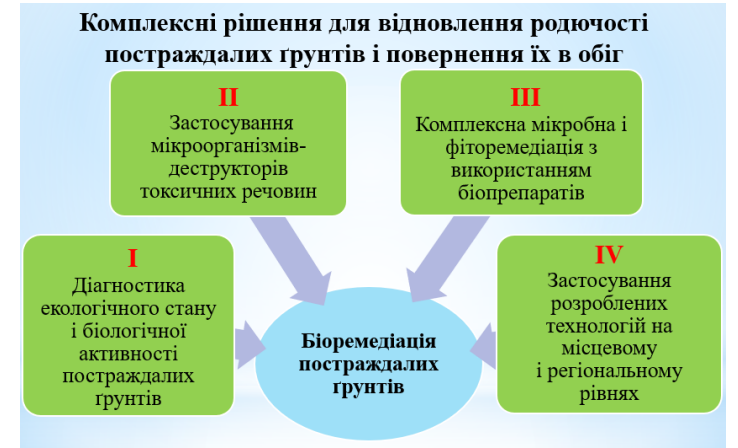 Комплексні рішення для відновлення родючості
постраждалих ґрунтів і повернення їх в обіг
I
Діагностика
екологічного стану
і біологічної
активності
постраждалих
ґрунтів
II
Застосування
мікроорганізмів-
деструкторів
токсичних речовин
III
Комплексна мікробна і
фіторемедіація з
використанням
біопрепаратів
IV
Застосування
розроблених
технологій на
місцевому
і регіональному
рівнях
Біоремедіація
постраждалих
ґрунтів